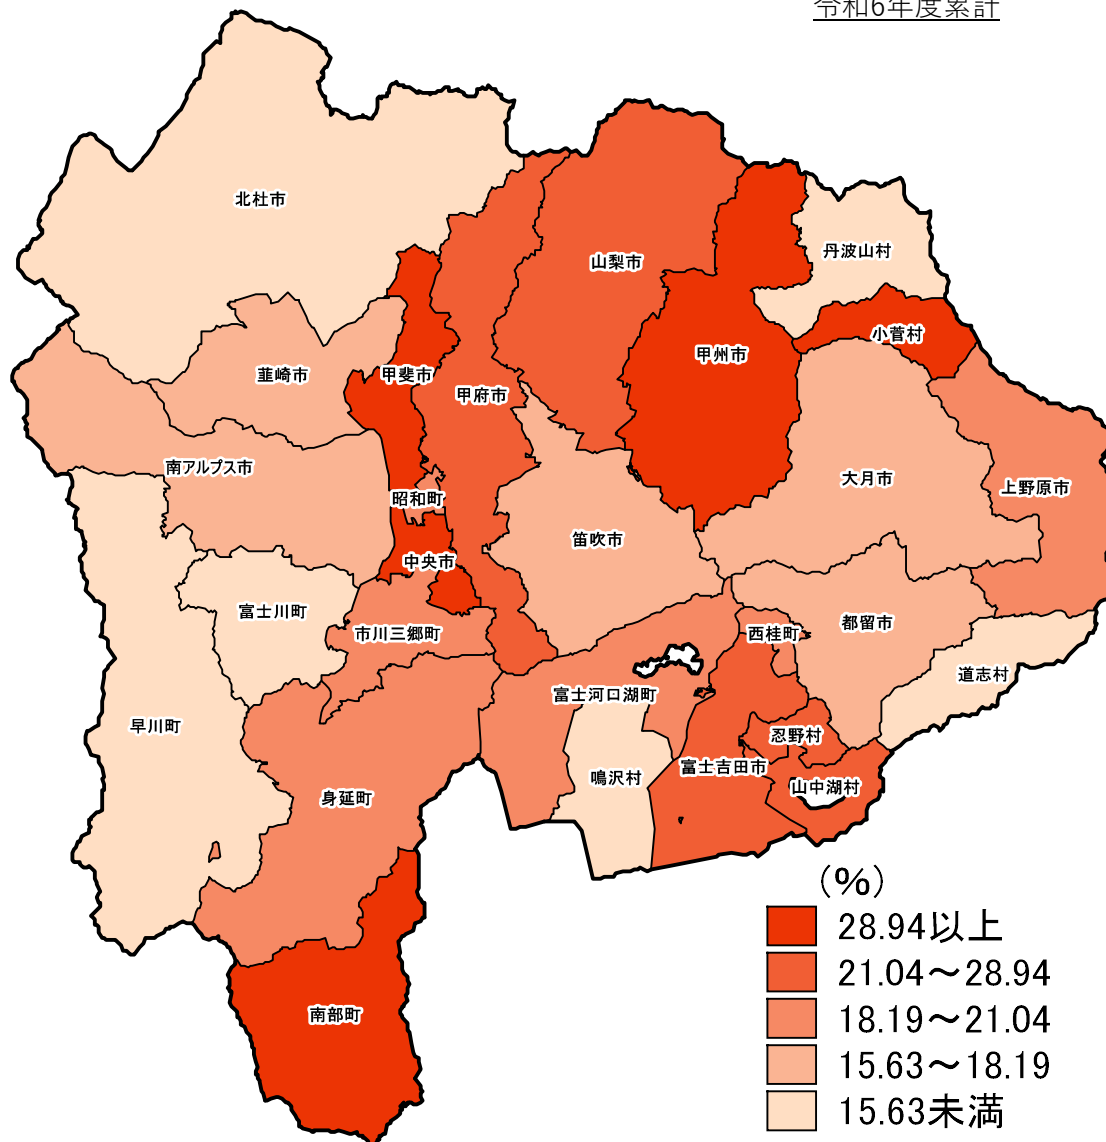 令和6年度累計
北杜市
丹波山村
山梨市
小菅村
甲州市
韮崎市
甲斐市
甲府市
南アルプス市
大月市
上野原市
昭和町
笛吹市
中央市
富士川町
市川三郷町
西桂町
都留市
道志村
富士河口湖町
早川町
忍野村
富士吉田市
鳴沢村
山中湖村
身延町
南部町
(%)
28.94以上
21.04～28.94
18.19～21.04
15.63～18.19
15.63未満